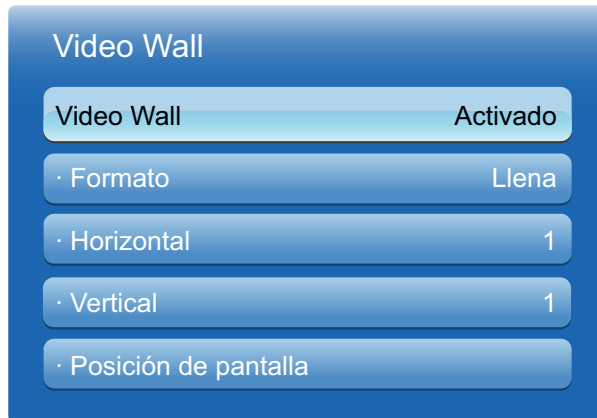 Video Wall
Video Wall Activado
· Formato Llena
· Horizontal 1
· Vertical 1
· Posición de pantalla